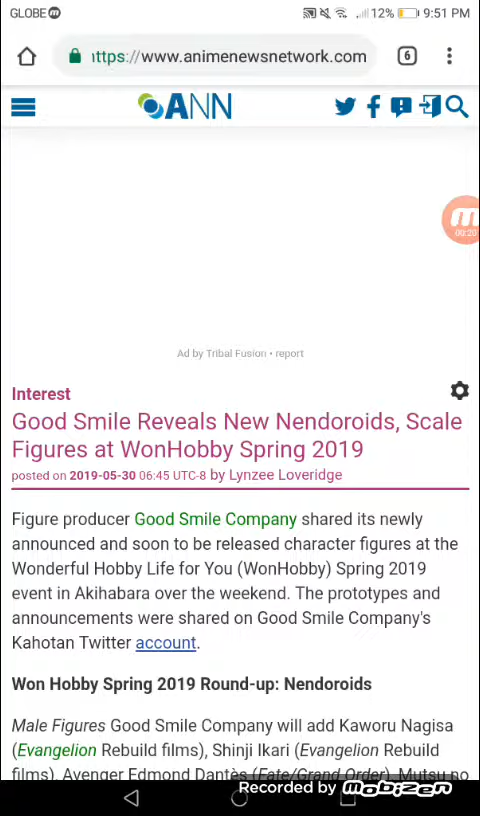 GLOBE 12% 9:51 PM
ttps://www.animenewsnetwork.com 6
ANN
00:20
Ad by Tribal Fusion • report
Interest
Good Smile Reveals New Nendoroids, Scale
Figures at WonHobby Spring 2019
posted on 2019-05-30 06:45 UTC-8 by Lynzee Loveridge
Figure producer Good Smile Company shared its newly
announced and soon to be released character figures at the
Wonderful Hobby Life for You (WonHobby) Spring 2019
event in Akihabara over the weekend. The prototypes and
announcements were shared on Good Smile Company's
Kahotan Twitter account.
Won Hobby Spring 2019 Round-up: Nendoroids
Male Figures Good Smile Company will add Kaworu Nagisa
(Evangelion Rebuild films), Shinji Ikari (Evangelion Rebuild
films), Avenger Edmond Dantès (Fate/Grand Order), Mutsu no
Recorded by mobizen